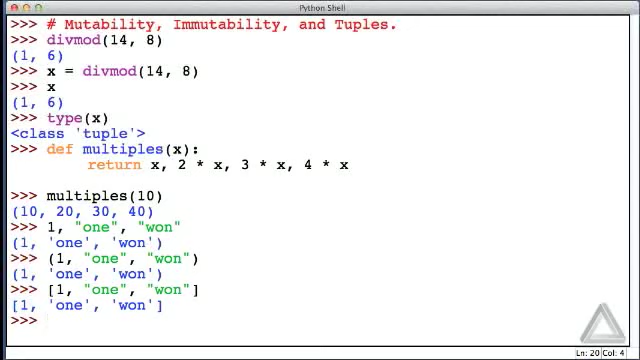 Python Shell
>>> # Mutability, Immutability, and Tuples.
>>> divmod(14, 8)
(1, 6)
>>> x = divmod(14, 8)
>>> x
(1, 6)
>>> type(x)
<class 'tuple'>
>>> def multiples(x):
        return x, 2 * x, 3 * x, 4 * x
>>> multiples(10)
(10, 20, 30, 40)
>>> 1, "one", "won"
(1, 'one', 'won')
>>> (1, "one", "won")
(1, 'one', 'won')
>>> [1, "one", "won"]
[1, 'one', 'won']
>>>
Ln: 20 Col: 4